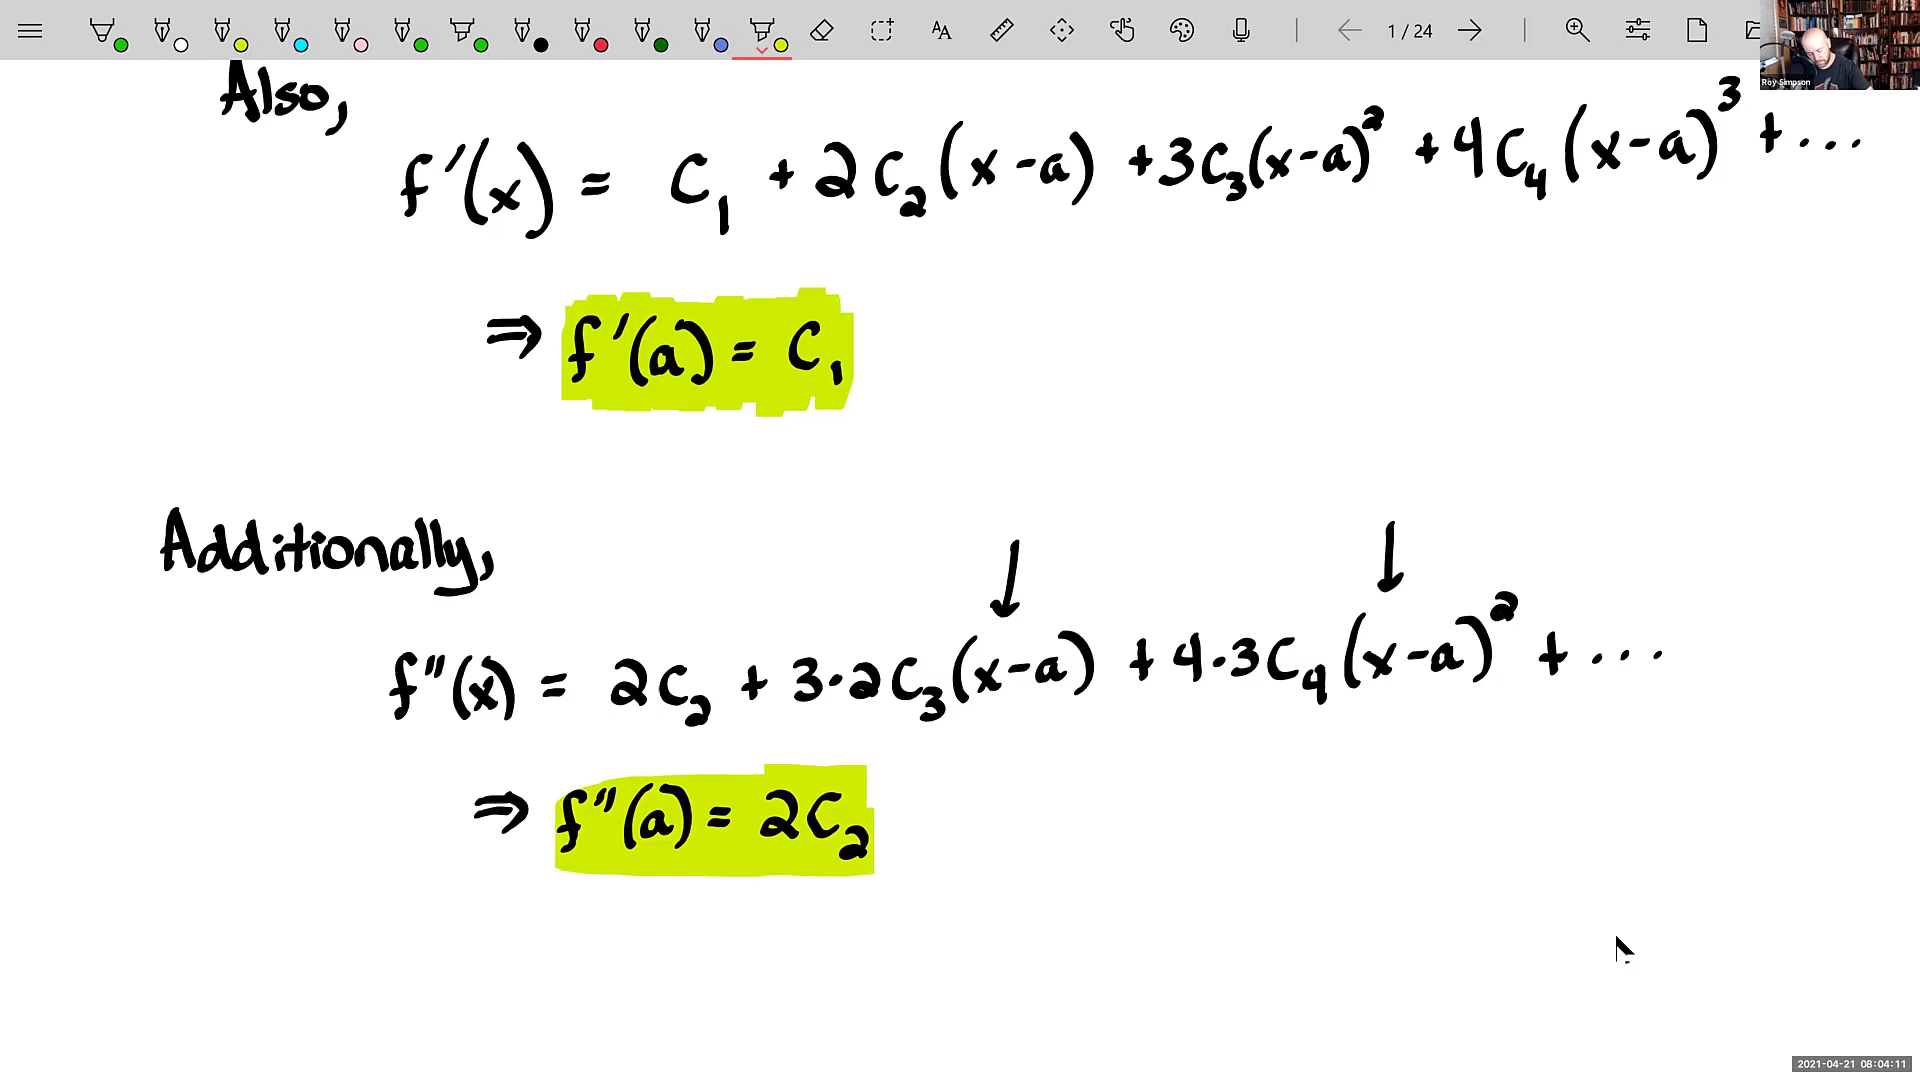 1 / 24
Roy Simpson
Also,
f'(x) = C₁ + 2C₂(x-a) + 3C₃(x-a)² + 4C₄(x-a)³ + ...
⇒ f'(a) = C₁
Additionally,
f''(x) = 2C₂ + 3·2C₃(x-a) + 4·3C₄(x-a)² + ...
⇒ f''(a) = 2C₂
2021-04-21 08:04:11